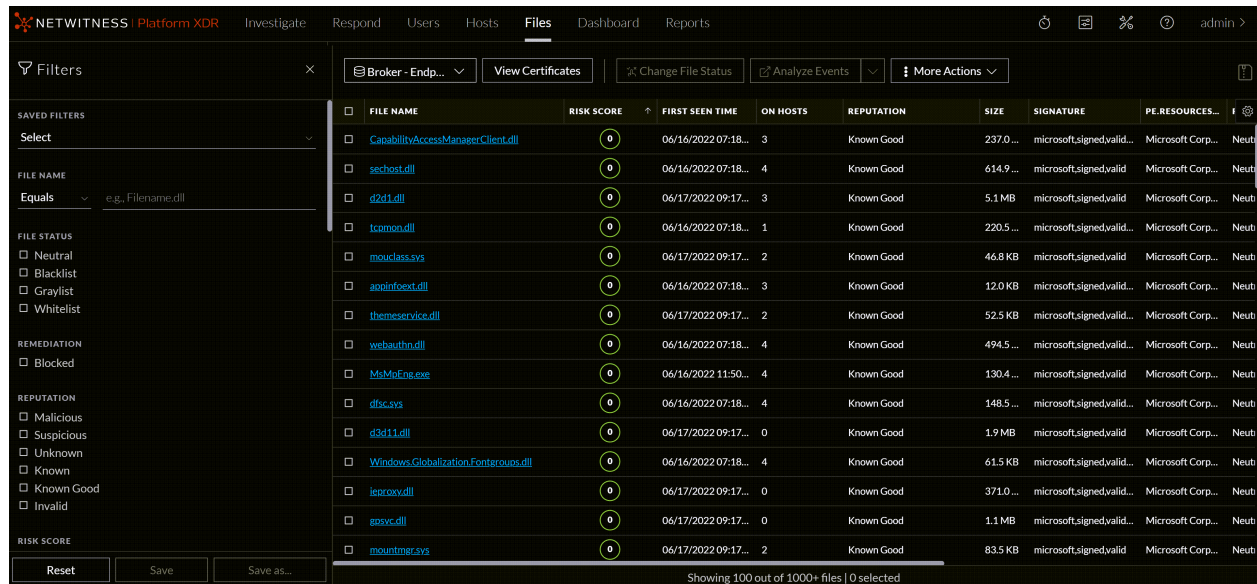 NETWITNESS Platform XDR Investigate Respond Users Hosts Files Dashboard Reports admin >
Filters
SAVED FILTERS
Select
FILE NAME
Equals e.g., Filename.dll
FILE STATUS
Neutral
Blacklist
Graylist
Whitelist
REMEDIATION
Blocked
REPUTATION
Malicious
Suspicious
Unknown
Known
Known Good
Invalid
RISK SCORE
Reset Save Save as...
Broker - Endp... View Certificates Change File Status Analyze Events More Actions
FILE NAME RISK SCORE FIRST SEEN TIME ON HOSTS REPUTATION SIZE SIGNATURE PE.RESOURCES...
CapabilityAccessManagerClient.dll 0 06/16/2022 07:18... 3 Known Good 237.0... microsoft,signed,valid... Microsoft Corp... Neutr
sechost.dll 0 06/16/2022 07:18... 4 Known Good 614.9... microsoft,signed,valid Microsoft Corp... Neutr
d2d1.dll 0 06/17/2022 09:17... 3 Known Good 5.1 MB microsoft,signed,valid Microsoft Corp... Neutr
tcpmon.dll 0 06/16/2022 07:18... 1 Known Good 220.5... microsoft,signed,valid... Microsoft Corp... Neutr
mouclass.sys 0 06/17/2022 09:17... 2 Known Good 46.8 KB microsoft,signed,valid... Microsoft Corp... Neutr
appinfoext.dll 0 06/16/2022 07:18... 3 Known Good 12.0 KB microsoft,signed,valid... Microsoft Corp... Neutr
themeservice.dll 0 06/17/2022 09:17... 2 Known Good 52.5 KB microsoft,signed,valid... Microsoft Corp... Neutr
webauthn.dll 0 06/16/2022 07:18... 4 Known Good 494.5... microsoft,signed,valid... Microsoft Corp... Neutr
MsMpEng.exe 0 06/16/2022 11:50... 4 Known Good 130.4... microsoft,signed,valid... Microsoft Corp... Neutr
dfsc.sys 0 06/16/2022 07:18... 4 Known Good 148.5... microsoft,signed,valid... Microsoft Corp... Neutr
d3d11.dll 0 06/17/2022 09:17... 0 Known Good 1.9 MB microsoft,signed,valid Microsoft Corp... Neutr
Windows.Globalization.Fontgroups.dll 0 06/16/2022 07:18... 4 Known Good 61.5 KB microsoft,signed,valid... Microsoft Corp... Neutr
ieproxy.dll 0 06/17/2022 09:17... 0 Known Good 371.0... microsoft,signed,valid... Microsoft Corp... Neutr
gpsvc.dll 0 06/17/2022 09:17... 0 Known Good 1.1 MB microsoft,signed,valid... Microsoft Corp... Neutr
mountmgr.sys 0 06/17/2022 09:17... 2 Known Good 83.5 KB microsoft,signed,valid Microsoft Corp... Neutr
Showing 100 out of 1000+ files | 0 selected